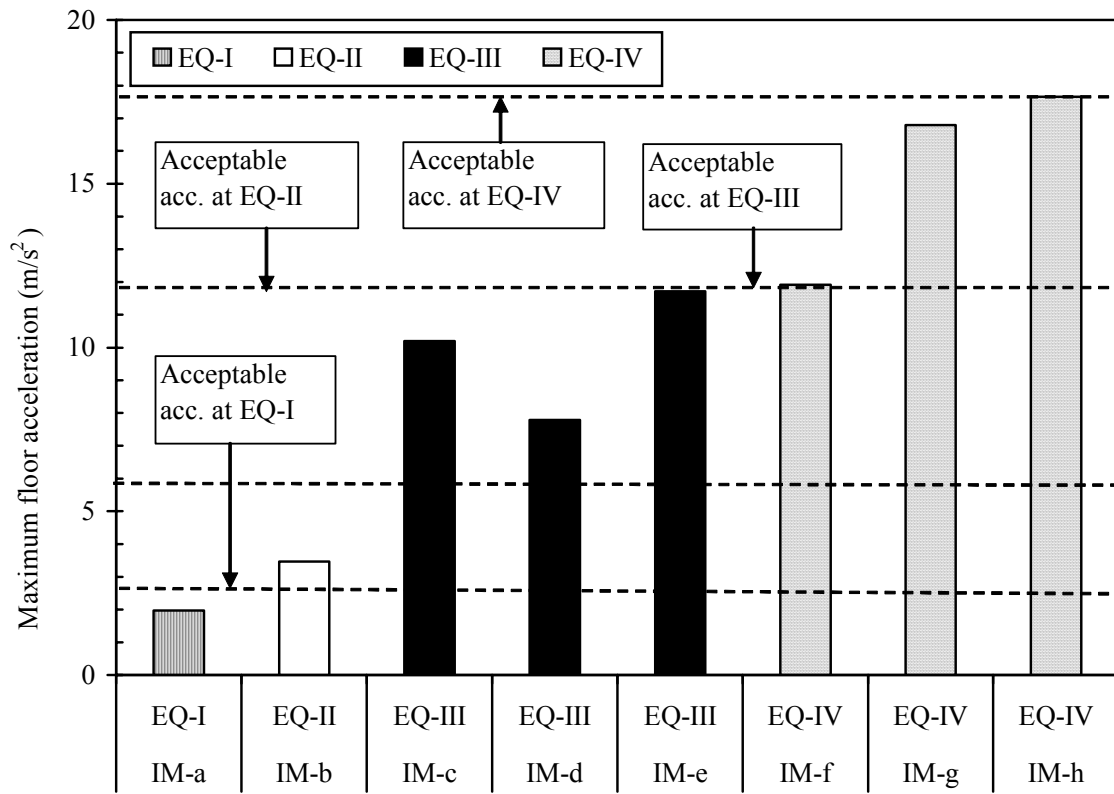 20
EQ-I EQ-II EQ-III EQ-IV
Acceptable
acc. at EQ-II
Acceptable
acc. at EQ-IV
Acceptable
acc. at EQ-III
15
10
Acceptable
acc. at EQ-I
5
0
Maximum floor acceleration (m/s²)
EQ-I EQ-II EQ-III EQ-III EQ-III EQ-IV EQ-IV EQ-IV
IM-a IM-b IM-c IM-d IM-e IM-f IM-g IM-h